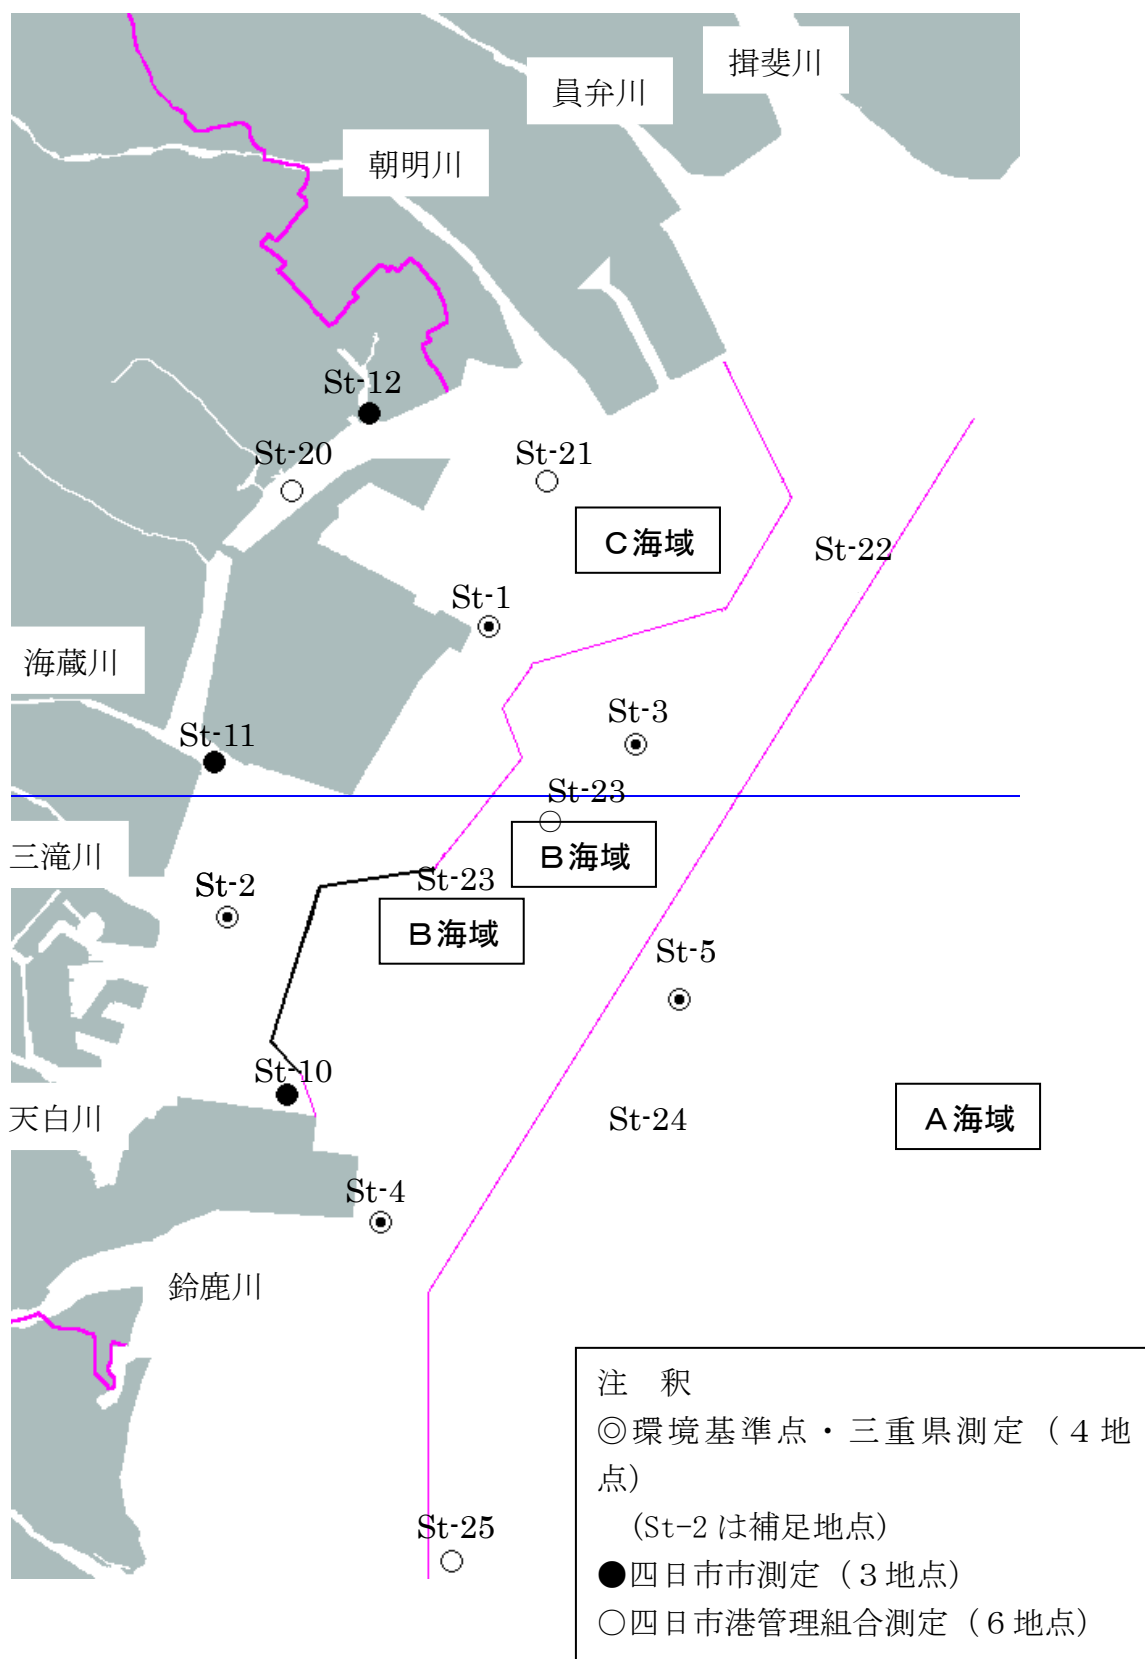 揖斐川
員弁川
朝明川
St-12
St-20
St-21
C海域
St-22
St-1
海蔵川
St-3
St-11
St-23
三滝川
B海域
St-2
St-23
B海域
St-5
St-10
天白川
St-24
A海域
St-4
鈴鹿川
St-25
注　釈
◎環境基準点・三重県測定（４地
点）
（St-2は補足地点）
●四日市市測定（３地点）
○四日市港管理組合測定（６地点）